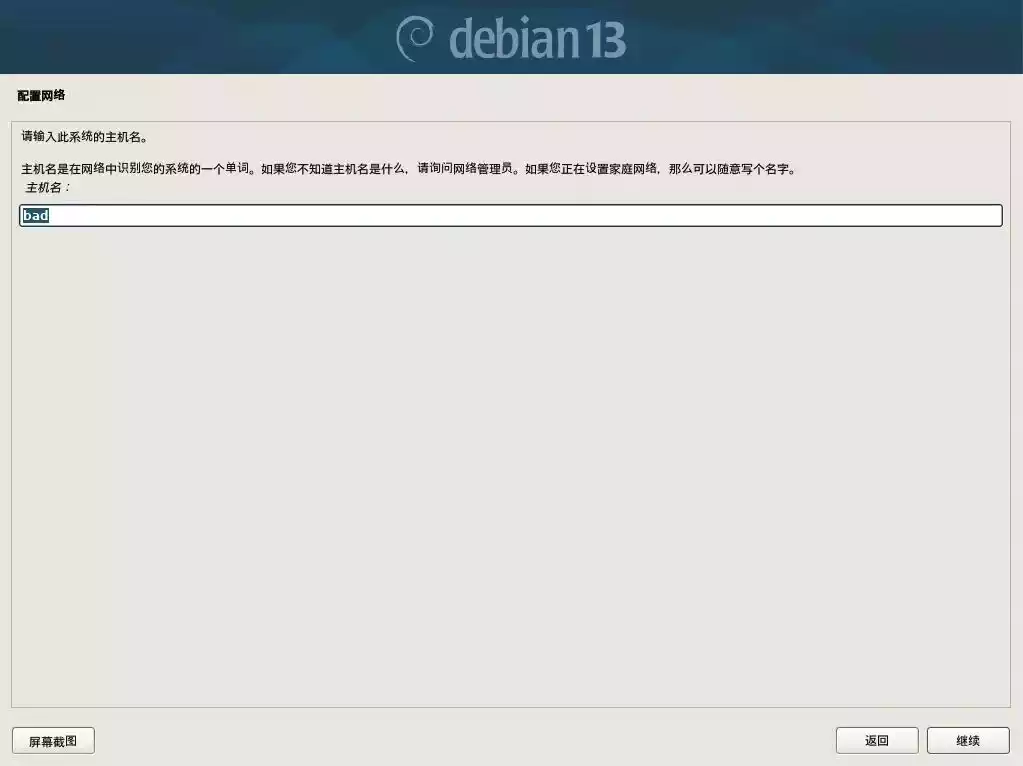 debian 13
配置网络
请输入此系统的主机名。
主机名是在网络中识别您的系统的一个单词。如果您不知道主机名是什么，请询问网络管理员。如果您正在设置家庭网络，那么可以随意写个名字。
主机名：
bad
屏幕截图
返回
继续